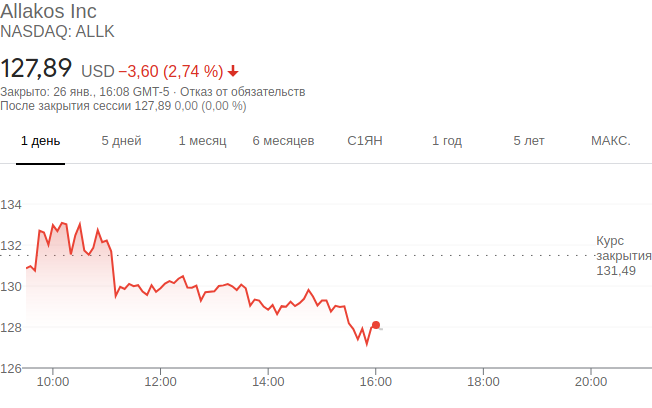 Allakos Inc
NASDAQ: ALLK
127,89 USD −3,60 (2,74 %)
Закрыто: 26 янв., 16:08 GMT-5 · Отказ от обязательств
После закрытия сессии 127,89 0,00 (0,00 %)
1 день 5 дней 1 месяц 6 месяцев С1ЯН 1 год 5 лет МАКС.
134
132
130
128
126
Курс
закрытия
131,49
10:00 12:00 14:00 16:00 18:00 20:00